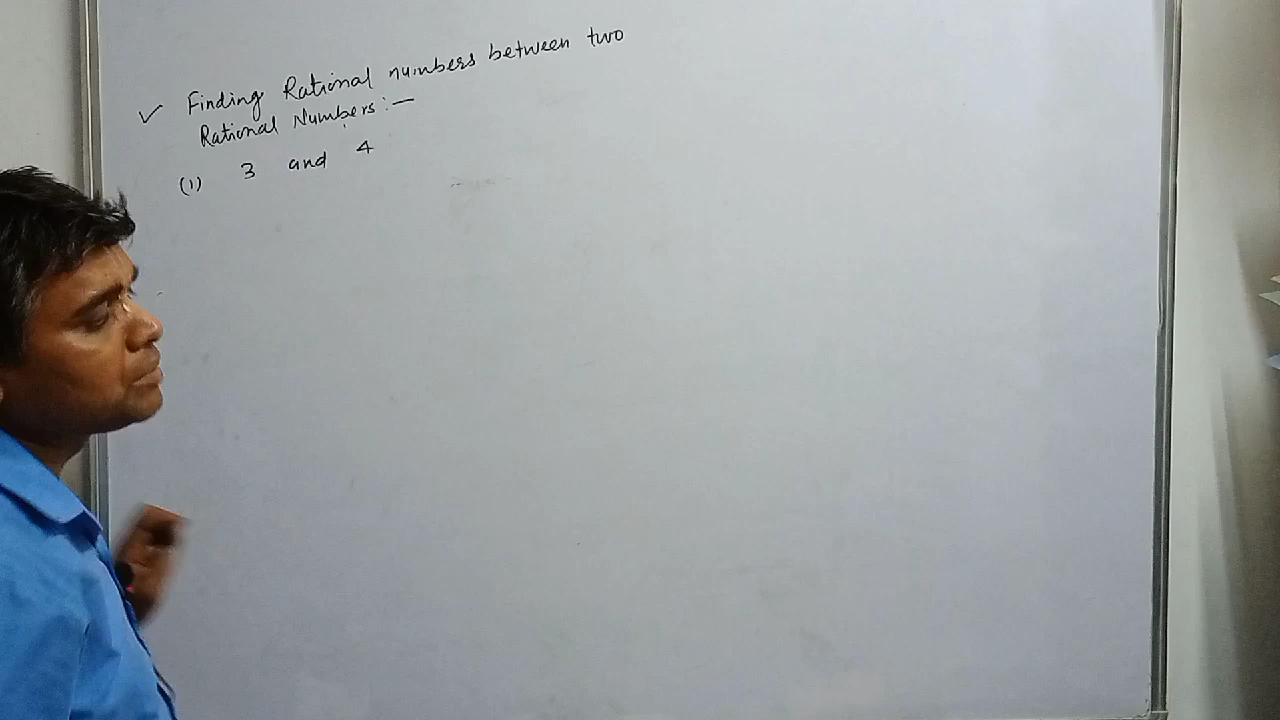 ✓ Finding Rational numbers between two
Rational Numbers:—
(1) 3 and 4